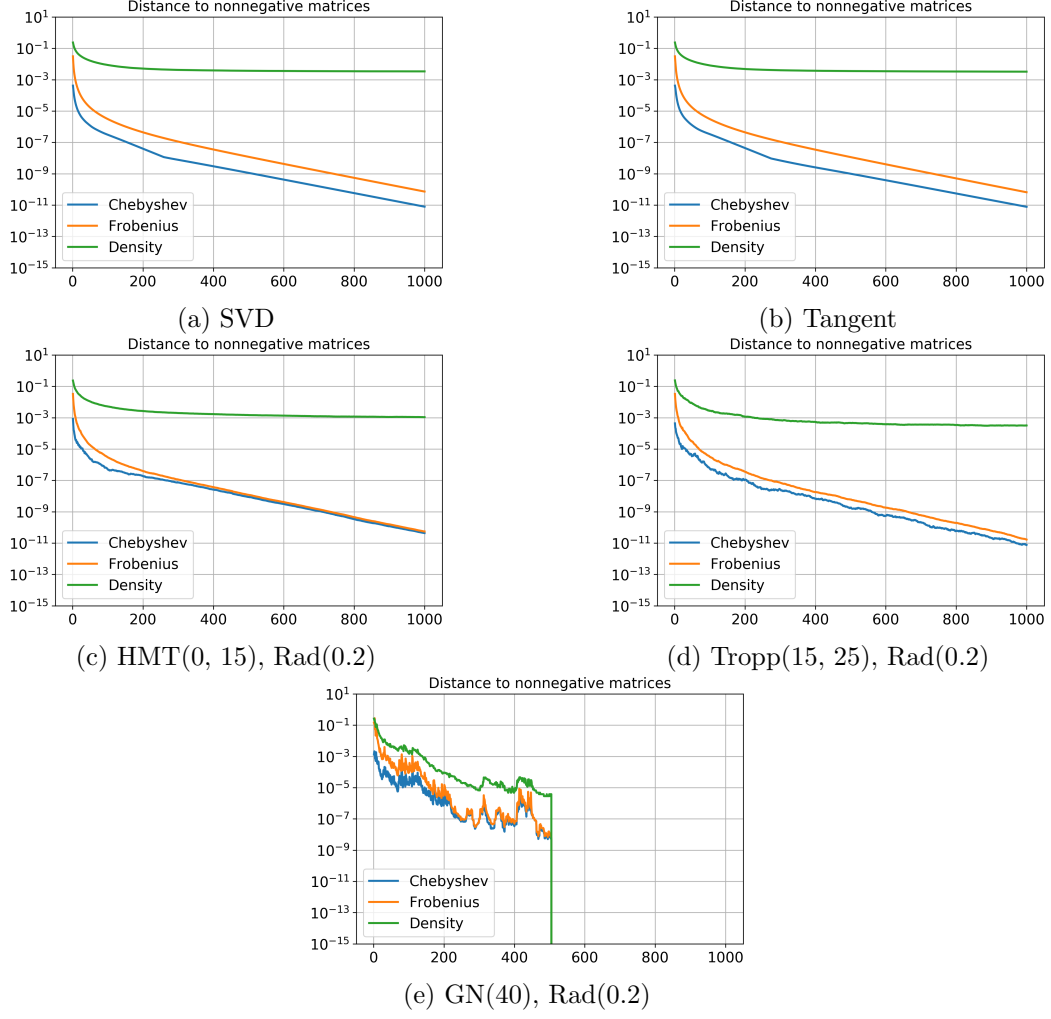 Distance to nonnegative matrices
10^1
10^-1
10^-3
10^-5
10^-7
10^-9
10^-11
10^-13
10^-15
Chebyshev
Frobenius
Density
0 200 400 600 800 1000
(a) SVD
Distance to nonnegative matrices
10^1
10^-1
10^-3
10^-5
10^-7
10^-9
10^-11
10^-13
10^-15
Chebyshev
Frobenius
Density
0 200 400 600 800 1000
(b) Tangent
Distance to nonnegative matrices
10^1
10^-1
10^-3
10^-5
10^-7
10^-9
10^-11
10^-13
10^-15
Chebyshev
Frobenius
Density
0 200 400 600 800 1000
(c) HMT(0, 15), Rad(0.2)
Distance to nonnegative matrices
10^1
10^-1
10^-3
10^-5
10^-7
10^-9
10^-11
10^-13
10^-15
Chebyshev
Frobenius
Density
0 200 400 600 800 1000
(d) Tropp(15, 25), Rad(0.2)
Distance to nonnegative matrices
10^1
10^-1
10^-3
10^-5
10^-7
10^-9
10^-11
10^-13
10^-15
Chebyshev
Frobenius
Density
0 200 400 600 800 1000
(e) GN(40), Rad(0.2)